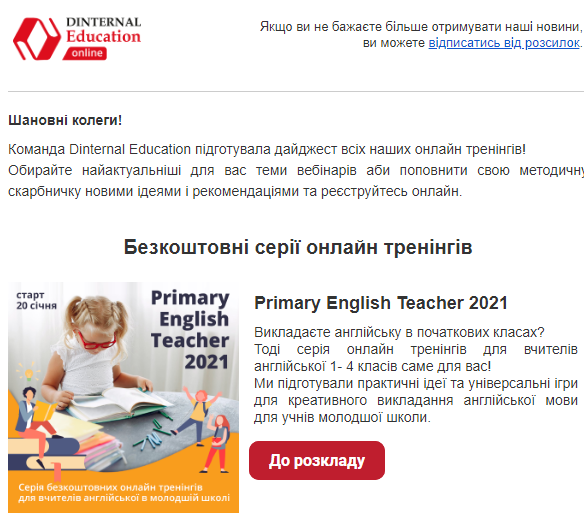 DINTERNAL
Education
online
Якщо ви не бажаєте більше отримувати наші новини,
ви можете відписатись від розсилок.
Шановні колеги!
Команда Dinternal Education підготувала дайджест всіх наших онлайн тренінгів!
Обирайте найактуальніші для вас теми вебінарів аби поповнити свою методичну
скарбничку новими ідеями і рекомендаціями та реєструйтесь онлайн.
Безкоштовні серії онлайн тренінгів
старт
20 січня
Primary
English
Teacher
2021
Серія безкоштовних онлайн тренінгів
для вчителів англійської в молодшій школі
Primary English Teacher 2021
Викладаєте англійську в початкових класах?
Тоді серія онлайн тренінгів для вчителів
англійської 1- 4 класів саме для вас!
Ми підготували практичні ідеї та універсальні ігри
для креативного викладання англійської мови
для учнів молодшої школи.
До розкладу